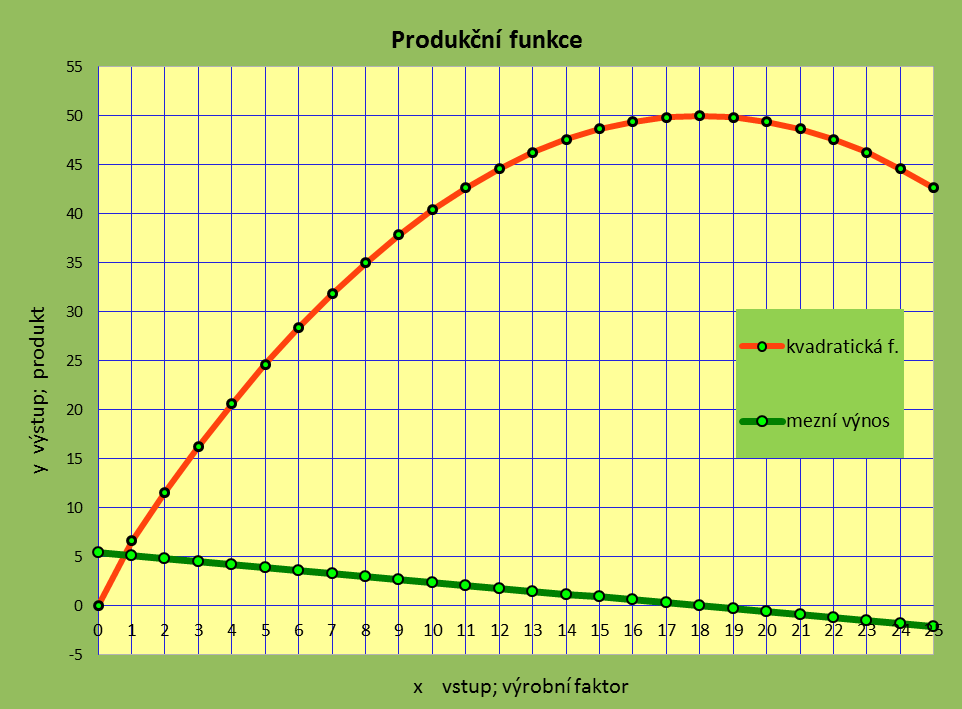 Produkční funkce
55
50
45
40
35
30
25
20
15
10
5
0
-5
y výstup; produkt
kvadratická f.
mezní výnos
0 1 2 3 4 5 6 7 8 9 10 11 12 13 14 15 16 17 18 19 20 21 22 23 24 25
x vstup; výrobní faktor